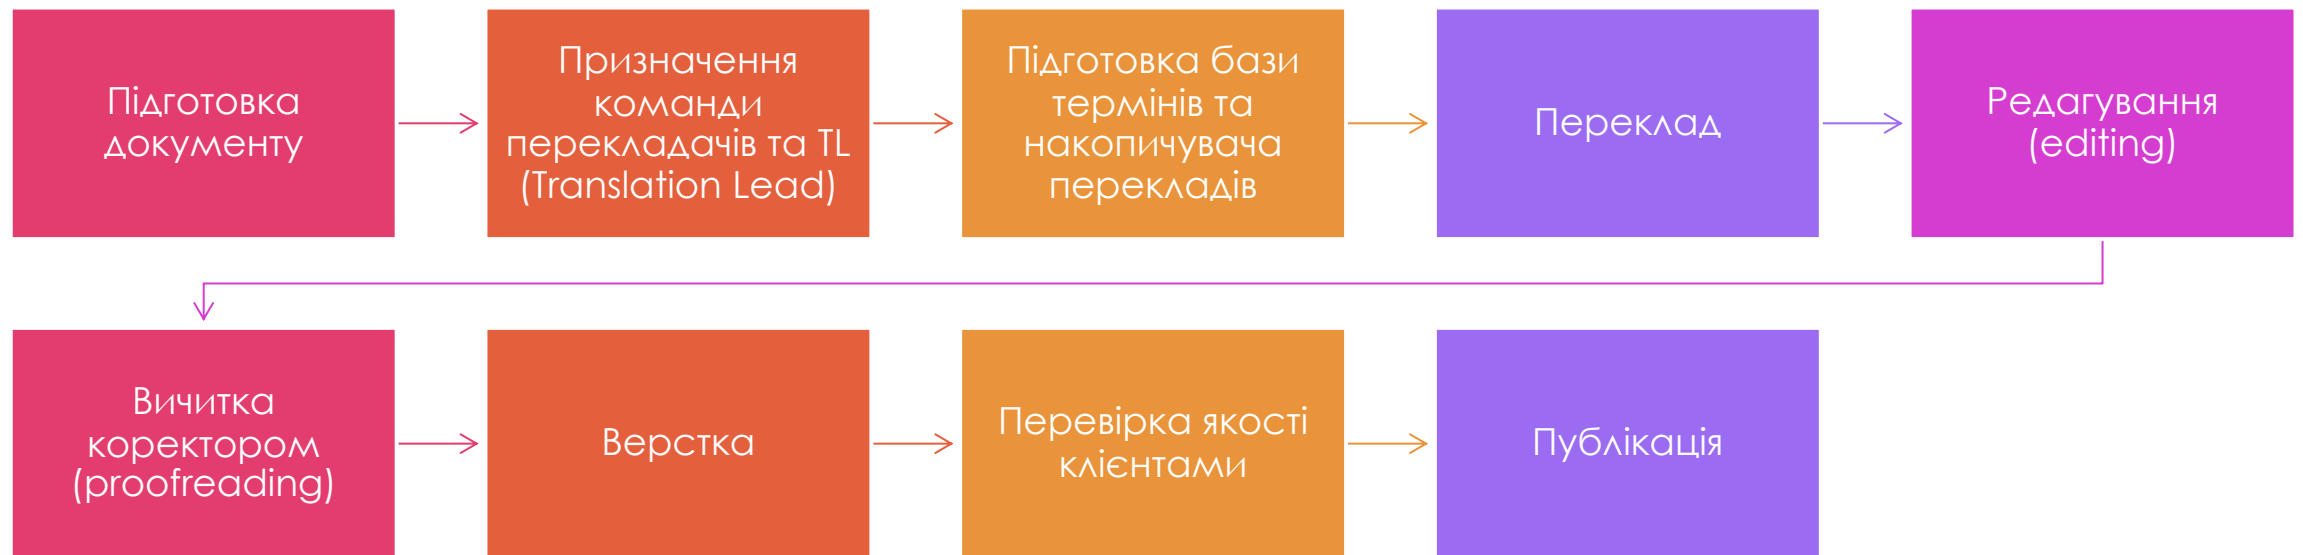 Підготовка
документу
Призначення
команди
перекладачів та TL
(Translation Lead)
Підготовка бази
термінів та
накопичувача
перекладів
Переклад
Редагування
(editing)
Вичитка
коректором
(proofreading)
Верстка
Перевірка якості
клієнтами
Публікація